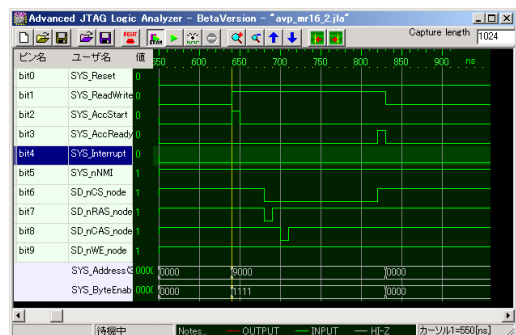 Advanced JTAG Logic Analyzer - BetaVersion - "avp_mr16_2.jla"
Capture length 1024
ピン名 ユーザ名 値 550 600 650 700 750 800 850 900 ns
bit0 SYS_Reset 0
bit1 SYS_ReadWrite 0
bit2 SYS_AccStart 0
bit3 SYS_AccReady 0
bit4 SYS_Interrupt 0
bit5 SYS_nNMI 1
bit6 SD_nCS_node 1
bit7 SD_nRAS_node 1
bit8 SD_nCAS_node 1
bit9 SD_nWE_node 1
SYS_Address 0000 0000 9000 0000
SYS_ByteEnab 0000 0000 1111 0000
待機中 Notes.. OUTPUT INPUT HI-Z カーソル1=550[ns]